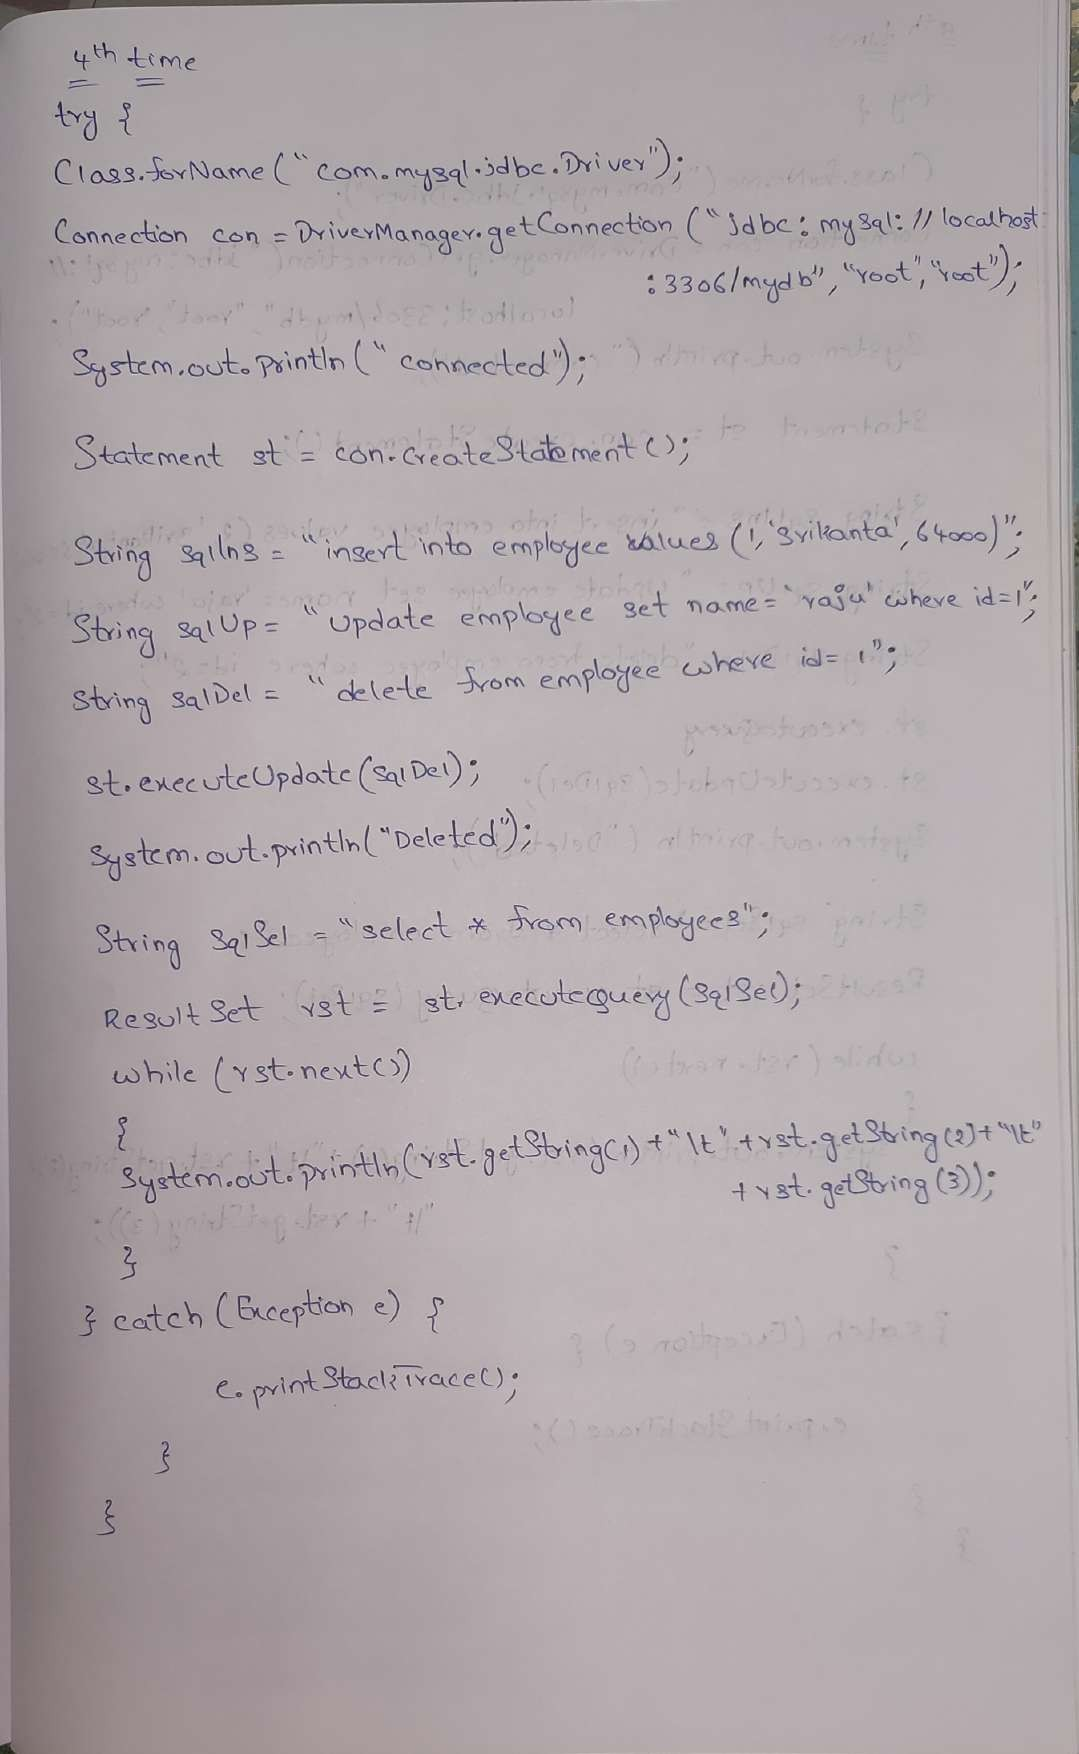 4th time
try {
Class.forName("com.mysql.jdbc.Driver");
Connection con = DriverManager.getConnection ("jdbc:mysql://localhost
:3306/mydb", "root", "root");
System.out.println("connected");
Statement st = con.createStatement();
String sqlIns = "insert into employee values (1,'Srikanta',64000)";
String sqlUp = "update employee set name='raju' where id=1";
String sqlDel = "delete from employee where id= 1";
st.executeUpdate(sqlDel);
System.out.println("Deleted");
String sqlSel = "select * from employees";
Result Set rst = st.executequery(sqlSel);
while (rst.next())
{
System.out.println(rst.getString(1)+"\t"+rst.getString(2)+"\t"
+rst.getString(3));
}
} catch (Exception e) {
e.printStackTrace();
}
}